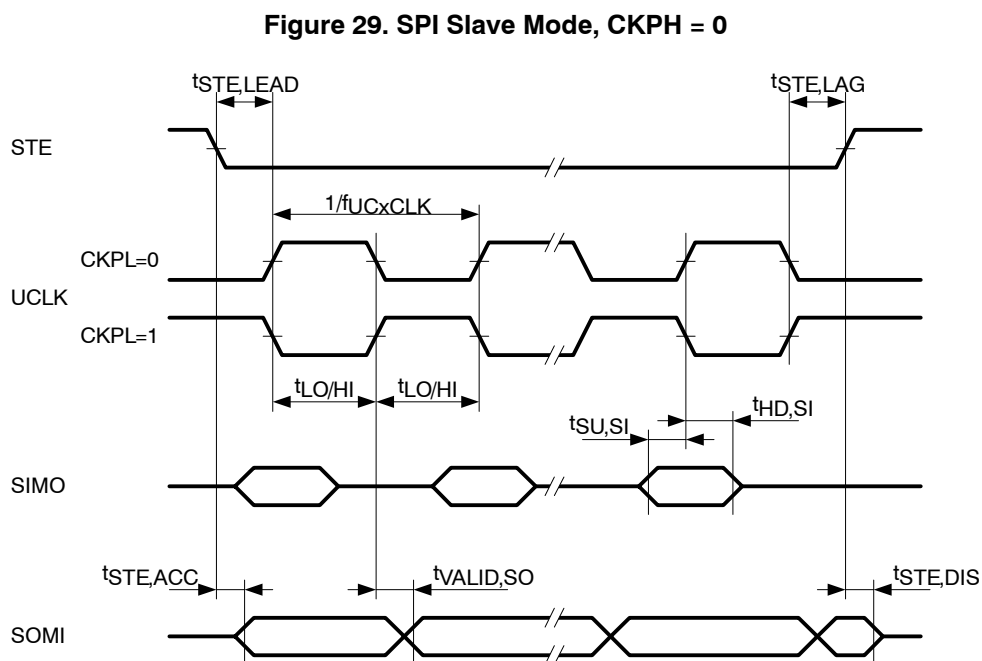 Figure 29. SPI Slave Mode, CKPH = 0
tSTE,LEAD
tSTE,LAG
STE
1/fUCxCLK
CKPL=0
UCLK
CKPL=1
tLO/HI
tLO/HI
tSU,SI
tHD,SI
SIMO
tSTE,ACC
tVALID,SO
tSTE,DIS
SOMI